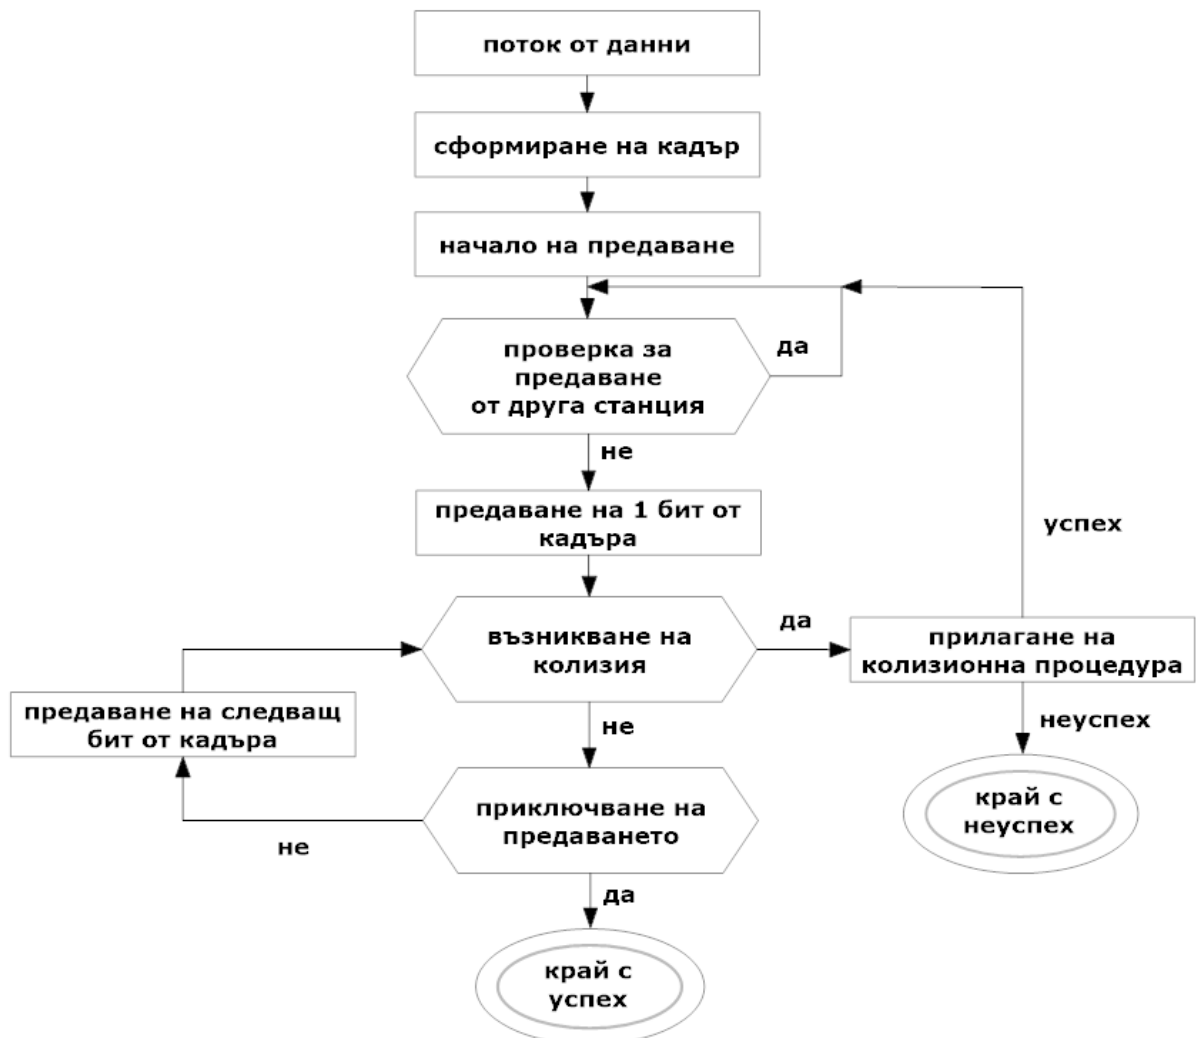 поток от данни
сформиране на кадър
начало на предаване
проверка за
предаване
от друга станция
да
не
предаване на 1 бит от
кадъра
успех
възникване на
колизия
да
прилагане на
колизионна процедура
предаване на следващ
бит от кадъра
не
неуспех
приключване на
предаването
край с
неуспех
не
да
край с
успех